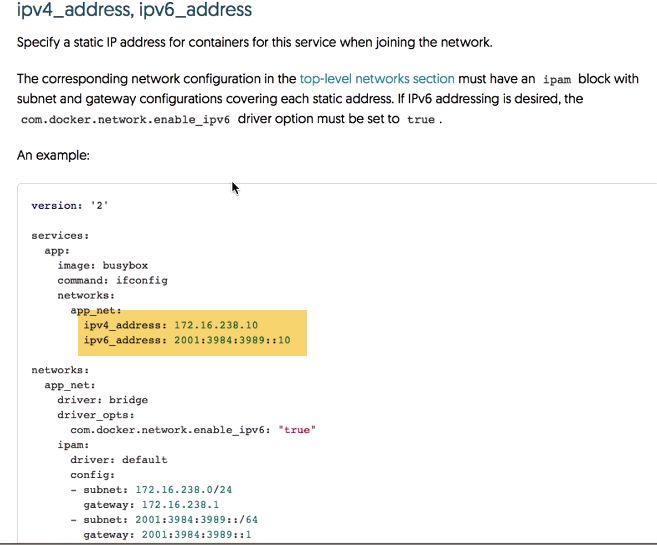 ipv4_address, ipv6_address
Specify a static IP address for containers for this service when joining the network.
The corresponding network configuration in the top-level networks section must have an ipam block with
subnet and gateway configurations covering each static address. If IPv6 addressing is desired, the
com.docker.network.enable_ipv6 driver option must be set to true.
An example:
version: '2'
services:
  app:
    image: busybox
    command: ifconfig
    networks:
      app_net:
        ipv4_address: 172.16.238.10
        ipv6_address: 2001:3984:3989::10
networks:
  app_net:
    driver: bridge
    driver_opts:
      com.docker.network.enable_ipv6: "true"
    ipam:
      driver: default
      config:
      - subnet: 172.16.238.0/24
        gateway: 172.16.238.1
      - subnet: 2001:3984:3989::/64
        gateway: 2001:3984:3989::1